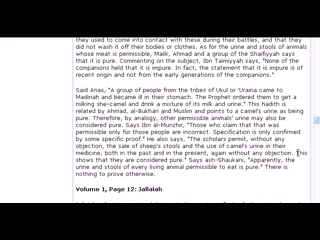 they used to come into contact with these during their battles, and that they
did not wash it off their bodies or clothes. As for the urine and stools of animals
whose meat is permissible, Malik, Ahmad and a group of the Shaifiyyah says
that it is pure. Commenting on the subject, Ibn Taimiyyah says, "None of the
companions held that it is impure. In fact, the statement that it is impure is of
recent origin and not from the early generations of the companions."
Said Anas, "A group of people from the tribes of Ukul or 'Uraina came to
Madinah and became ill in their stomach. The Prophet ordered them to get a
milking she-camel and drink a mixture of its milk and urine." This hadith is
related by Ahmad, al-Bukhari and Muslim and points to a camel's urine as being
pure. Therefore, by analogy, other permissible animals' urine may also be
considered pure. Says Ibn al-Munzhir, "Those who claim that that was
permissible only for those people are incorrect. Specification is only confirmed
by some specific proof." He also says, "The scholars permit, without any
objection, the sale of sheep's stools and the use of camel's urine in their
medicine, both in the past and in the present, again without any objection. This
shows that they are considered pure." Says ash-Shaukani, "Apparently, the
urine and stools of every living animal permissible to eat is pure." There is
nothing to prove otherwise.
Volume 1, Page 12: Jallalah